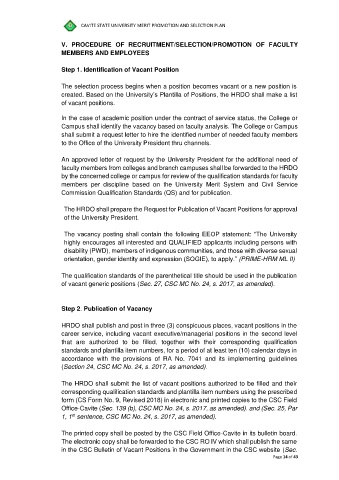 CAVITE STATE UNIVERSITY MERIT PROMOTION AND SELECTION PLAN
V. PROCEDURE OF RECRUITMENT/SELECTION/PROMOTION OF FACULTY
MEMBERS AND EMPLOYEES
Step 1. Identification of Vacant Position
The selection process begins when a position becomes vacant or a new position is
created. Based on the University's Plantilla of Positions, the HRDO shall make a list
of vacant positions.
In the case of academic position under the contract of service status, the College or
Campus shall identify the vacancy based on faculty analysis. The College or Campus
shall submit a request letter to hire the identified number of needed faculty members
to the Office of the University President thru channels.
An approved letter of request by the University President for the additional need of
faculty members from colleges and branch campuses shall be forwarded to the HRDO
by the concerned college or campus for review of the qualification standards for faculty
members per discipline based on the University Merit System and Civil Service
Commission Qualification Standards (QS) and for publication.
The HRDO shall prepare the Request for Publication of Vacant Positions for approval
of the University President.
The vacancy posting shall contain the following EEOP statement: "The University
highly encourages all interested and QUALIFIED applicants including persons with
disability (PWD), members of indigenous communities, and those with diverse sexual
orientation, gender identity and expression (SOGIE), to apply." (PRIME-HRM ML II)
The qualification standards of the parenthetical title should be used in the publication
of vacant generic positions (Sec. 27, CSC MC No. 24, s. 2017, as amended).
Step 2. Publication of Vacancy
HRDO shall publish and post in three (3) conspicuous places, vacant positions in the
career service, including vacant executive/managerial positions in the second level
that are authorized to be filled, together with their corresponding qualification
standards and plantilla item numbers, for a period of at least ten (10) calendar days in
accordance with the provisions of RA No. 7041 and its implementing guidelines
(Section 24, CSC MC No. 24, s. 2017, as amended).
The HRDO shall submit the list of vacant positions authorized to be filled and their
corresponding qualification standards and plantilla item numbers using the prescribed
form (CS Form No. 9, Revised 2018) in electronic and printed copies to the CSC Field
Office-Cavite (Sec. 139 (b), CSC MC No. 24, s. 2017, as amended). and (Sec. 25, Par
1, 1st sentence, CSC MC No. 24, s. 2017, as amended).
The printed copy shall be posted by the CSC Field Office-Cavite in its bulletin board.
The electronic copy shall be forwarded to the CSC RO IV which shall publish the same
in the CSC Bulletin of Vacant Positions in the Government in the CSC website (Sec.